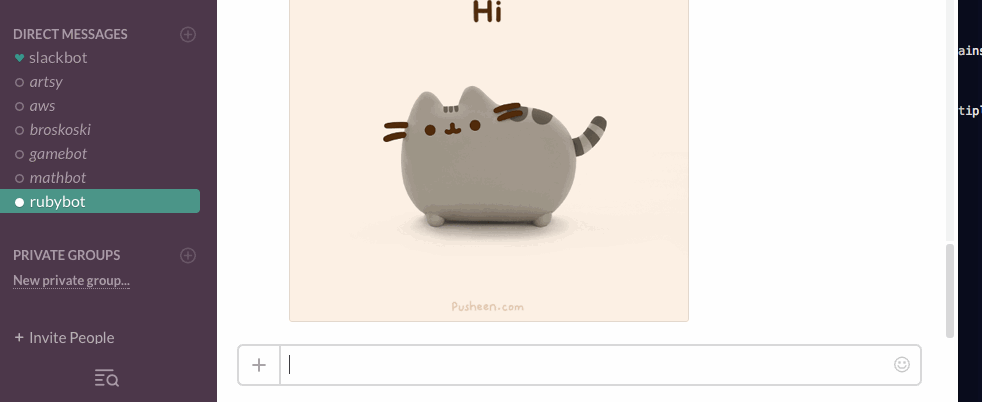 DIRECT MESSAGES
slackbot
artsy
aws
broskoski
gamebot
mathbot
rubybot
PRIVATE GROUPS
New private group...
+ Invite People
Hi
Pusheen.com
ains
tipl